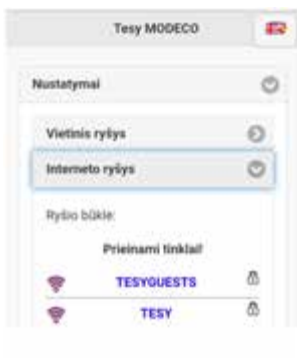 Tesy MODECO
Nustatymai
Vietinis ryšys
Interneto ryšys
Ryšio būklė:
Prieinami tinklai!
TESYGUESTS
TESY